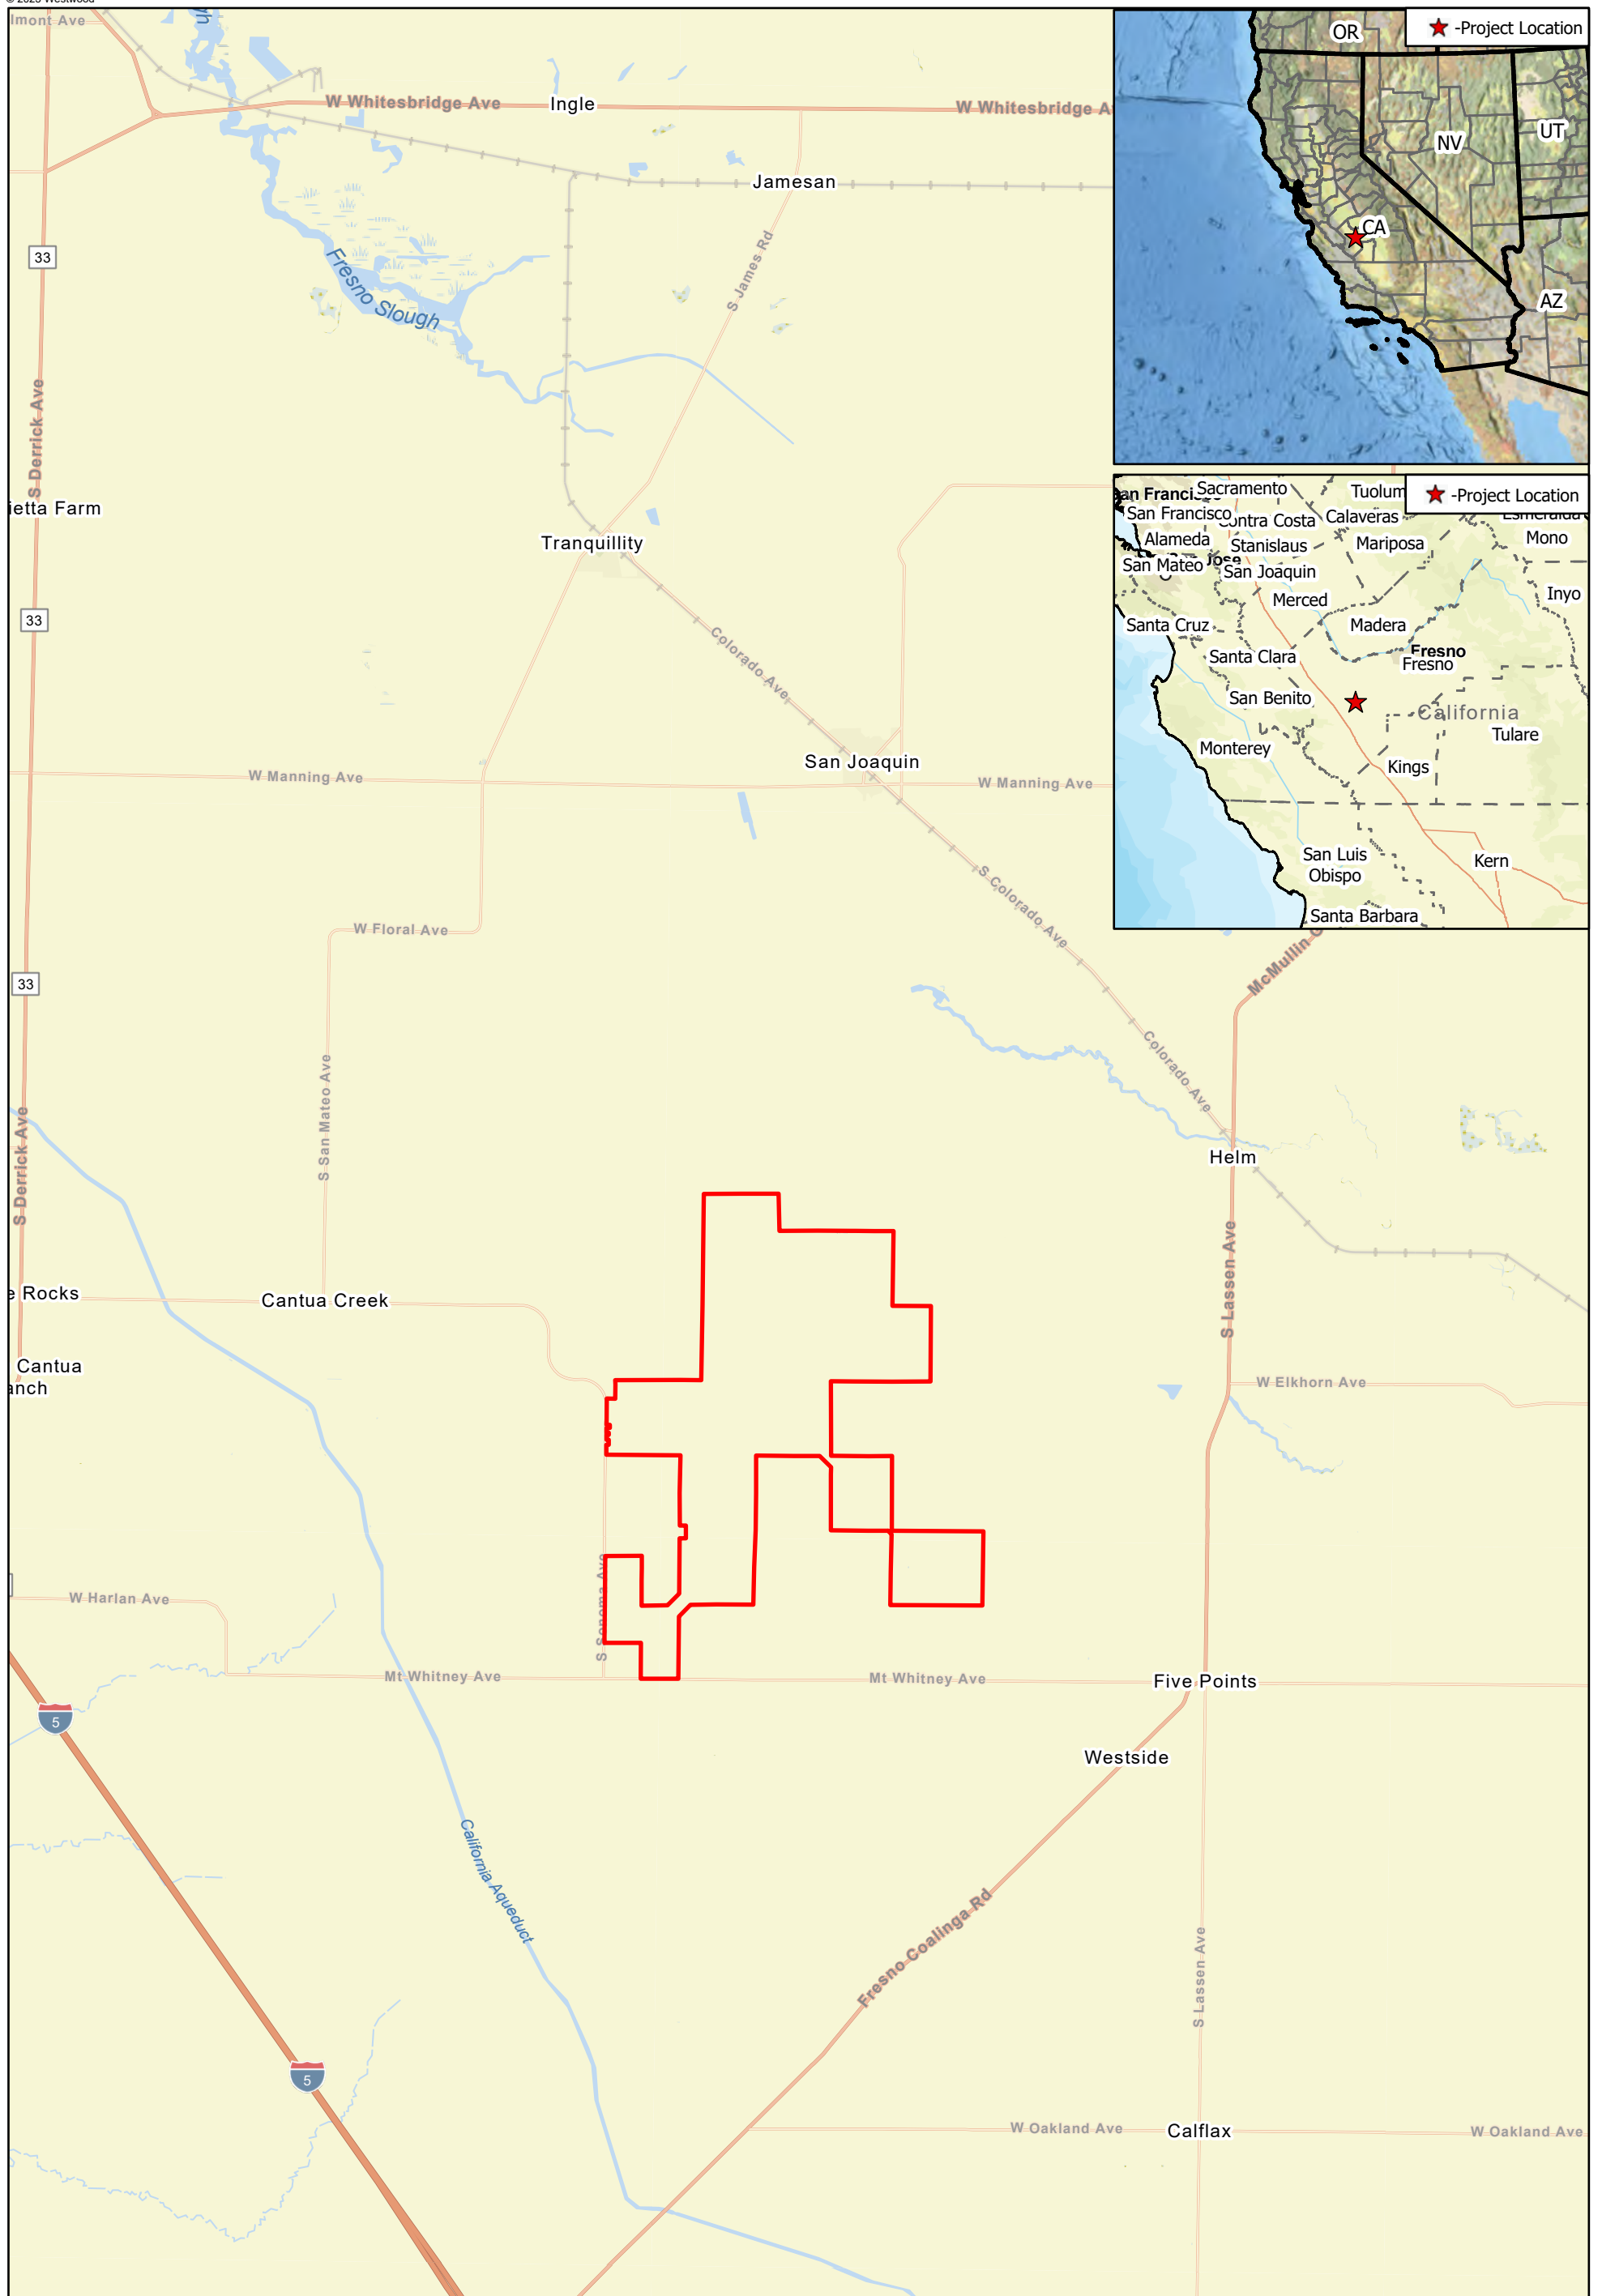 © 2023 Westwood
lmont Ave
W Whitesbridge Ave
Ingle
W Whitesbridge A
Jamesan
33
Fresno Slough
S James Rd
S Derrick Ave
ietta Farm
Tranquillity
33
Colorado Ave
San Joaquin
W Manning Ave
W Manning Ave
S Colorado Ave
W Floral Ave
33
McMullin G
S San Mateo Ave
Colorado Ave
S Derrick Ave
Helm
S Lassen Ave
e Rocks
Cantua Creek
Cantua
anch
W Elkhorn Ave
W Harlan Ave
S Sonoma Ave
Mt Whitney Ave
Mt Whitney Ave
Five Points
5
Westside
California Aqueduct
Fresno Coalinga Rd
S Lassen Ave
5
W Oakland Ave
Calflax
W Oakland Ave
-Project Location
OR
NV
UT
CA
AZ
-Project Location
an Francisc
Sacramento
Tuolum
San Francisco
Contra Costa
Calaveras
Esmeralda
Alameda
Stanislaus
Mariposa
Mono
San Mateo
Jose
San Joaquin
Inyo
Merced
Santa Cruz
Madera
Santa Clara
Fresno
Fresno
San Benito
California
Tulare
Monterey
Kings
San Luis
Obispo
Kern
Santa Barbara